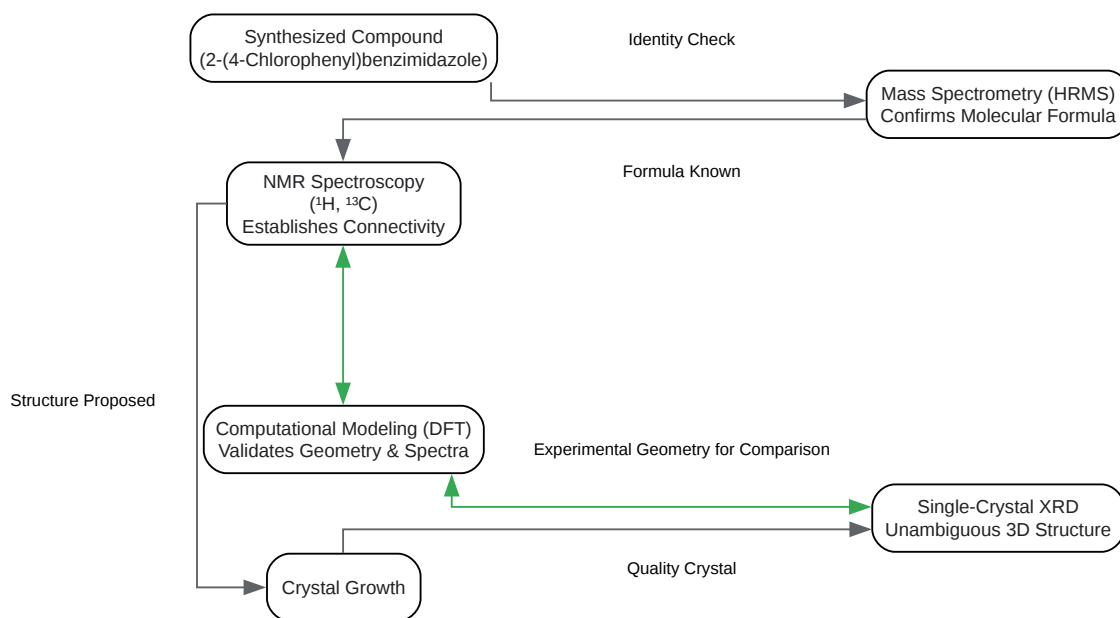 Synthesized Compound
(2-(4-Chlorophenyl)benzimidazole)
Identity Check
Mass Spectrometry (HRMS)
Confirms Molecular Formula
Formula Known
NMR Spectroscopy
(¹H, ¹³C)
Establishes Connectivity
Structure Proposed
Computational Modeling (DFT)
Validates Geometry & Spectra
Experimental Geometry for Comparison
Single-Crystal XRD
Unambiguous 3D Structure
Quality Crystal
Crystal Growth